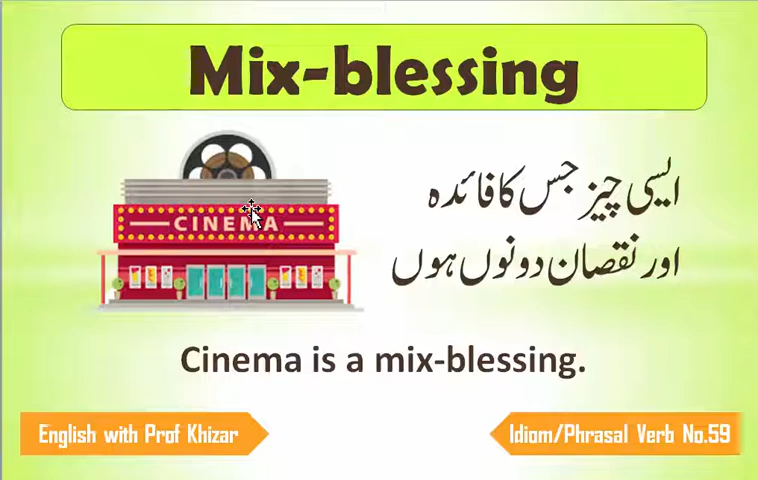 Mix-blessing
CINEMA
ایسی چیز جس کا فائدہ
اور نقصان دونوں ہوں
Cinema is a mix-blessing.
English with Prof Khizar
Idiom/Phrasal Verb No.59